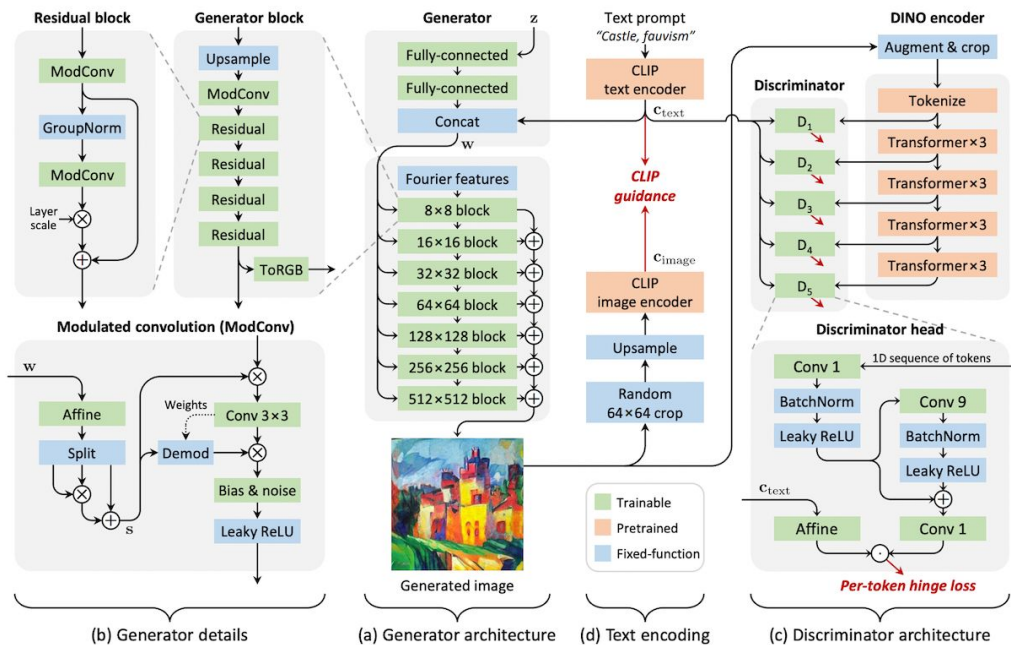 Residual block
ModConv
GroupNorm
ModConv
Layer
scale
Generator block
Upsample
ModConv
Residual
Residual
Residual
Residual
ToRGB
Modulated convolution (ModConv)
w
Affine
Split
s
Weights
Demod
Conv 3×3
Bias & noise
Leaky ReLU
(b) Generator details
Generator
z
Fully-connected
Fully-connected
Concat
w
Fourier features
8×8 block
16×16 block
32×32 block
64×64 block
128×128 block
256×256 block
512×512 block
Generated image
(a) Generator architecture
Text prompt
“Castle, fauvism”
CLIP
text encoder
c_text
CLIP
guidance
c_image
CLIP
image encoder
Upsample
Random
64×64 crop
Trainable
Pretrained
Fixed-function
(d) Text encoding
DINO encoder
Augment & crop
Tokenize
Transformer×3
Transformer×3
Transformer×3
Transformer×3
Discriminator
D₁
D₂
D₃
D₄
D₅
Discriminator head
1D sequence of tokens
Conv 1
BatchNorm
Leaky ReLU
Conv 9
BatchNorm
Leaky ReLU
c_text
Affine
Conv 1
Per-token hinge loss
(c) Discriminator architecture